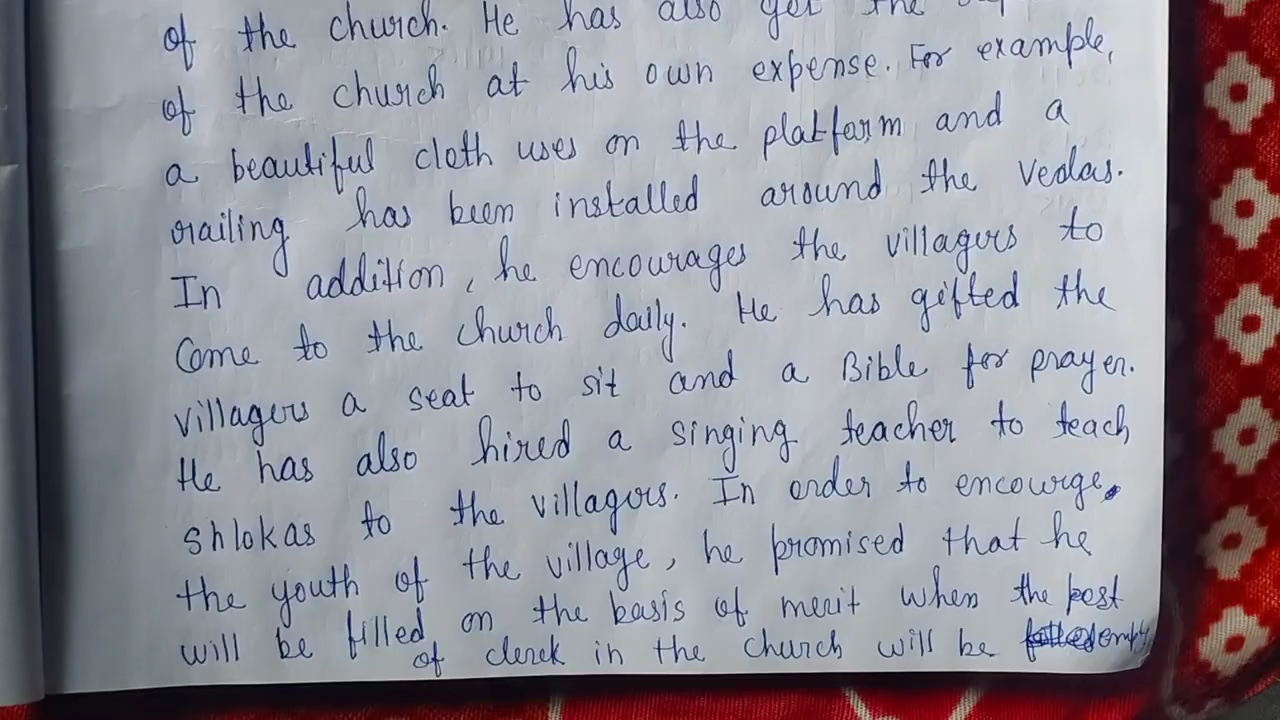 of the church. He has also get the
of the church at his own expense. For example,
a beautiful cloth uses on the platform and a
railing has been installed around the Vedas.
In addition, he encourages the villagers to
Come to the church daily. He has gifted the
villagers a seat to sit and a Bible for prayer.
He has also hired a singing teacher to teach
shlokas to the villagers. In order to encourge
the youth of the village, he promised that he
will be filled on the basis of merit when the post
of clerk in the church will be empty